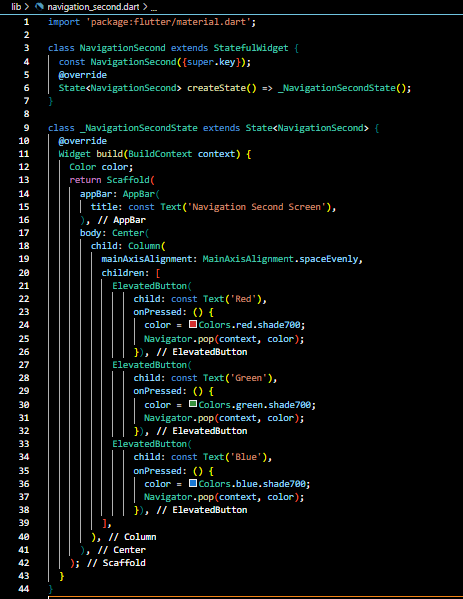 lib > navigation_second.dart > ...
1 import 'package:flutter/material.dart';
2
3 class NavigationSecond extends StatefulWidget {
4   const NavigationSecond({super.key});
5   @override
6   State<NavigationSecond> createState() => _NavigationSecondState();
7 }
8
9 class _NavigationSecondState extends State<NavigationSecond> {
10   @override
11   Widget build(BuildContext context) {
12     Color color;
13     return Scaffold(
14       appBar: AppBar(
15         title: const Text('Navigation Second Screen'),
16       ), // AppBar
17       body: Center(
18         child: Column(
19           mainAxisAlignment: MainAxisAlignment.spaceEvenly,
20           children: [
21             ElevatedButton(
22                 child: const Text('Red'),
23                 onPressed: () {
24                   color = Colors.red.shade700;
25                   Navigator.pop(context, color);
26                 }), // ElevatedButton
27             ElevatedButton(
28                 child: const Text('Green'),
29                 onPressed: () {
30                   color = Colors.green.shade700;
31                   Navigator.pop(context, color);
32                 }), // ElevatedButton
33             ElevatedButton(
34                 child: const Text('Blue'),
35                 onPressed: () {
36                   color = Colors.blue.shade700;
37                   Navigator.pop(context, color);
38                 }), // ElevatedButton
39           ],
40         ), // Column
41       ), // Center
42     ); // Scaffold
43   }
44 }